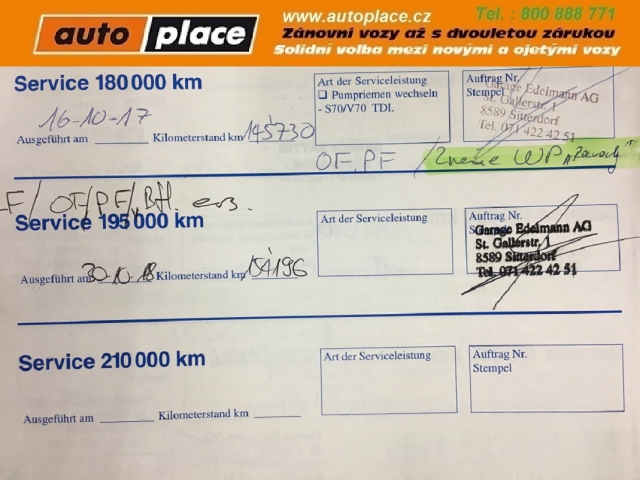 www.autoplace.cz
Tel. : 800 888 771
auto place
Zánovní vozy až s dvouletou zárukou
Solidní volba mezi novými a ojetými vozy
Service 180 000 km
Art der Serviceleistung
❑ Pumpriemen wechseln
- S70/V70 TDI.
Auftrag Nr.
Stempel
Garage Edelmann AG
St. Gallerstr. 1
8589 Sitterdorf
Tel. 071 422 42 51
16-10-17
Ausgeführt am Kilometerstand km 145730
OF, PF / WP
F / OF/PF/ Bfl. ers.
Service 195 000 km
Art der Serviceleistung
Auftrag Nr.
Garage Edelmann AG
St. Gallerstr. 1
8589 Sitterdorf
Tel. 071 422 42 51
Ausgeführt am 30-10-18 Kilometerstand km 154196
Service 210 000 km
Art der Serviceleistung
Auftrag Nr.
Stempel
Ausgeführt am Kilometerstand km